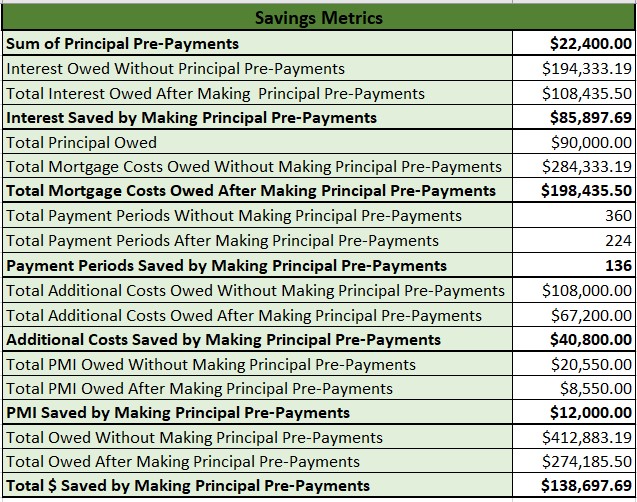 Savings Metrics
Sum of Principal Pre-Payments $22,400.00
Interest Owed Without Principal Pre-Payments $194,333.19
Total Interest Owed After Making  Principal Pre-Payments $108,435.50
Interest Saved by Making Principal Pre-Payments $85,897.69
Total Principal Owed $90,000.00
Total Mortgage Costs Owed Without Making Principal Pre-Payments $284,333.19
Total Mortgage Costs Owed After Making Principal Pre-Payments $198,435.50
Total Payment Periods Without Making Principal Pre-Payments 360
Total Payment Periods After Making Principal Pre-Payments 224
Payment Periods Saved by Making Principal Pre-Payments 136
Total Additional Costs Owed Without Making Principal Pre-Payments $108,000.00
Total Additional Costs Owed After Making Principal Pre-Payments $67,200.00
Additional Costs Saved by Making Principal Pre-Payments $40,800.00
Total PMI Owed Without Making Principal Pre-Payments $20,550.00
Total PMI Owed After Making Principal Pre-Payments $8,550.00
PMI Saved by Making Principal Pre-Payments $12,000.00
Total Owed Without Making Principal Pre-Payments $412,883.19
Total Owed After Making Principal Pre-Payments $274,185.50
Total $ Saved by Making Principal Pre-Payments $138,697.69